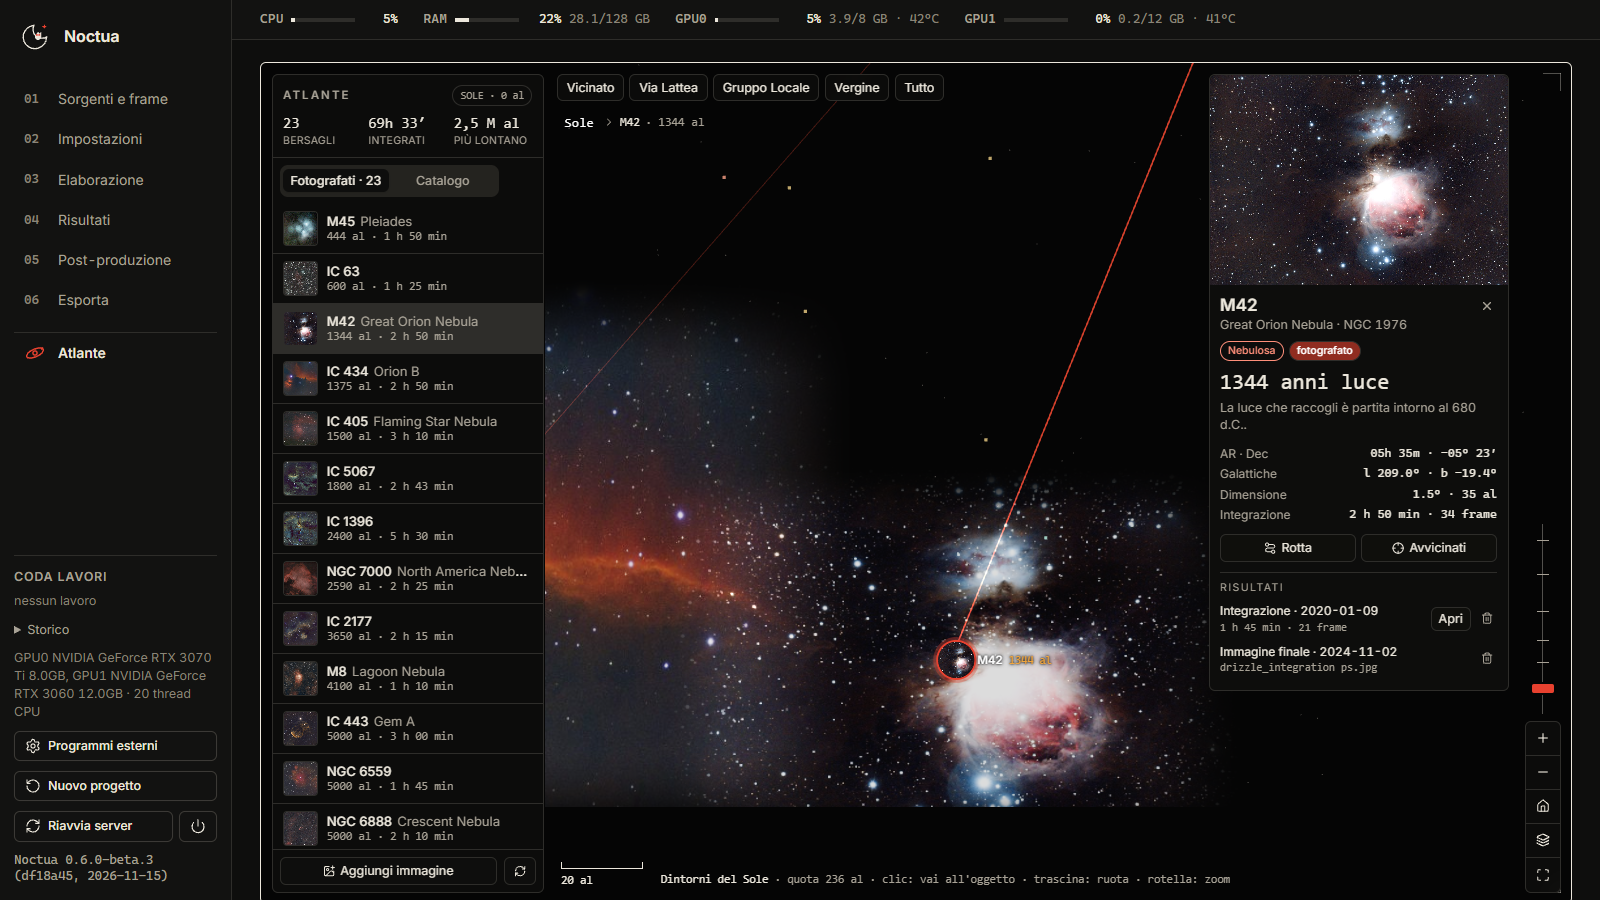 Noctua
01 Sorgenti e frame
02 Impostazioni
03 Elaborazione
04 Risultati
05 Post-produzione
06 Esporta
Atlante
CODA LAVORI
nessun lavoro
Storico
GPU0 NVIDIA GeForce RTX 3070
Ti 8.0GB, GPU1 NVIDIA GeForce
RTX 3060 12.0GB · 20 thread
CPU
Programmi esterni
Nuovo progetto
Riavvia server
Noctua 0.6.0-beta.3
(df18a45, 2026-11-15)
CPU 5% RAM 22% 28.1/128 GB GPU0 5% 3.9/8 GB · 42°C GPU1 0% 0.2/12 GB · 41°C
ATLANTE SOLE · 0 al
23 69h 33′ 2,5 M al
BERSAGLI INTEGRATI PIÙ LONTANO
Fotografati · 23 Catalogo
M45 Pleiades
444 al · 1 h 50 min
IC 63
600 al · 1 h 25 min
M42 Great Orion Nebula
1344 al · 2 h 50 min
IC 434 Orion B
1375 al · 2 h 50 min
IC 405 Flaming Star Nebula
1500 al · 3 h 10 min
IC 5067
1800 al · 2 h 43 min
IC 1396
2400 al · 5 h 30 min
NGC 7000 North America Neb...
2590 al · 2 h 25 min
IC 2177
3650 al · 2 h 15 min
M8 Lagoon Nebula
4100 al · 1 h 10 min
IC 443 Gem A
5000 al · 3 h 00 min
NGC 6559
5000 al · 1 h 45 min
NGC 6888 Crescent Nebula
5000 al · 2 h 10 min
Aggiungi immagine
Vicinato Via Lattea Gruppo Locale Vergine Tutto
Sole > M42 · 1344 al
M42 1344 al
20 al
Dintorni del Sole · quota 236 al · clic: vai all'oggetto · trascina: ruota · rotella: zoom
M42
Great Orion Nebula · NGC 1976
Nebulosa fotografato
1344 anni luce
La luce che raccogli è partita intorno al 680
d.C..
AR · Dec 05h 35m · −05° 23′
Galattiche l 209.0° · b −19.4°
Dimensione 1.5° · 35 al
Integrazione 2 h 50 min · 34 frame
Rotta Avvicinati
RISULTATI
Integrazione · 2020-01-09
1 h 45 min · 21 frame
Apri
Immagine finale · 2024-11-02
drizzle_integration ps.jpg